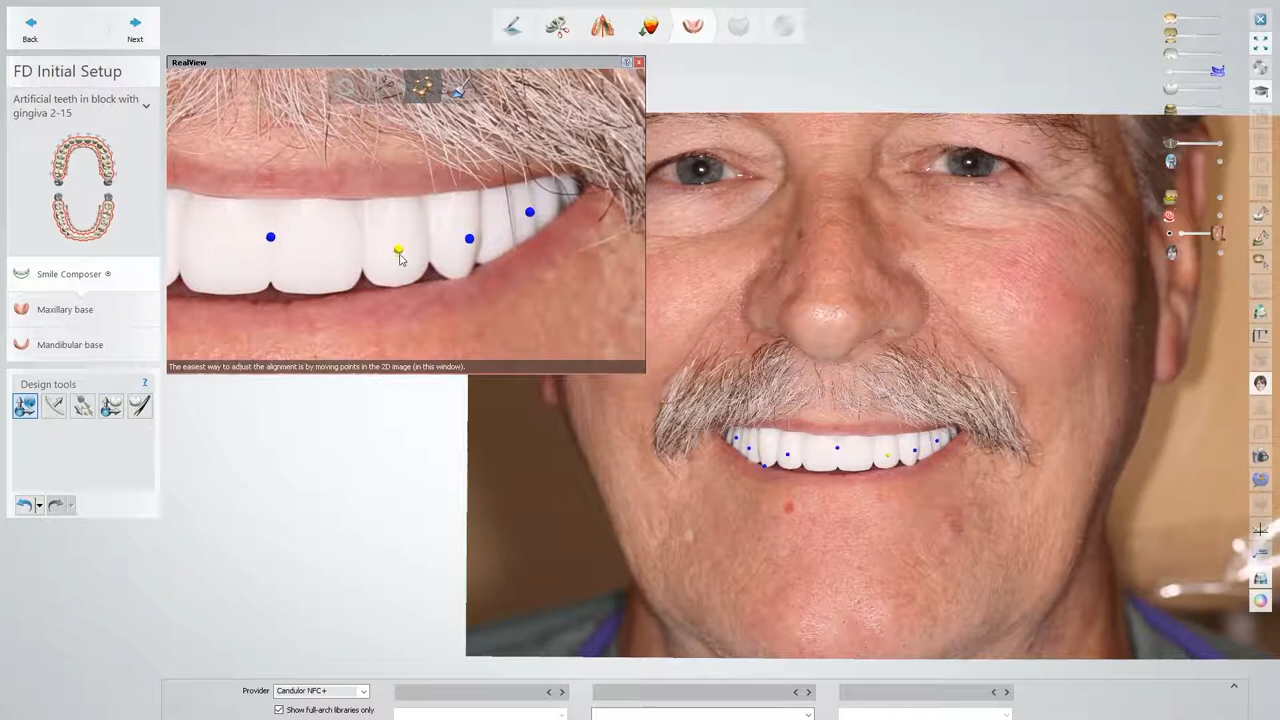 Back
Next
FD Initial Setup
Artificial teeth in block with
gingiva 2-15
Smile Composer ®
Maxillary base
Mandibular base
Design tools
?
RealView
The easiest way to adjust the alignment is by moving points in the 2D image (in this window).
Provider
Candulor NFC+
Show full-arch libraries only